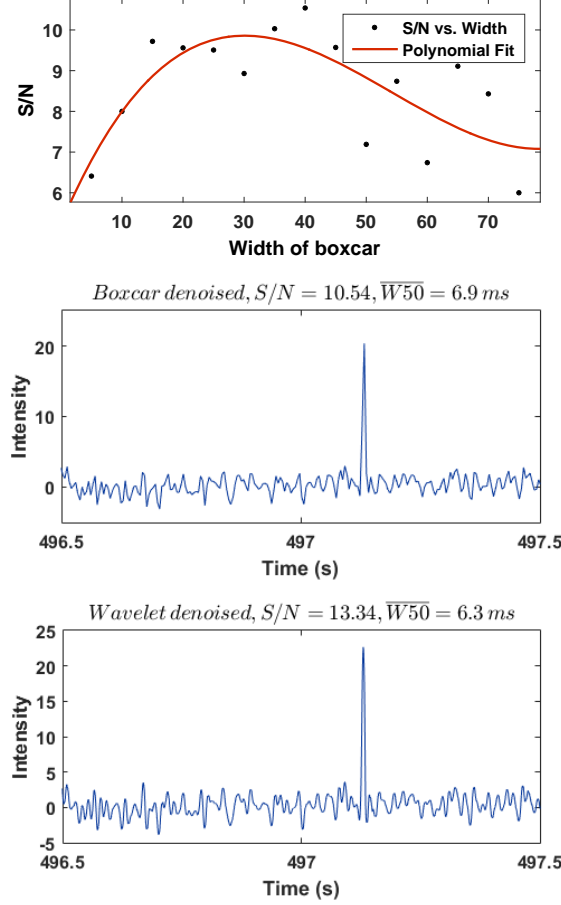 10
9
8
7
6
S/N
S/N vs. Width
Polynomial Fit
10 20 30 40 50 60 70
Width of boxcar
Boxcar denoised, S/N = 10.54, \overline{W50} = 6.9 ms
20
10
0
Intensity
496.5 497 497.5
Time (s)
Wavelet denoised, S/N = 13.34, \overline{W50} = 6.3 ms
25
20
15
10
5
0
-5
Intensity
496.5 497 497.5
Time (s)